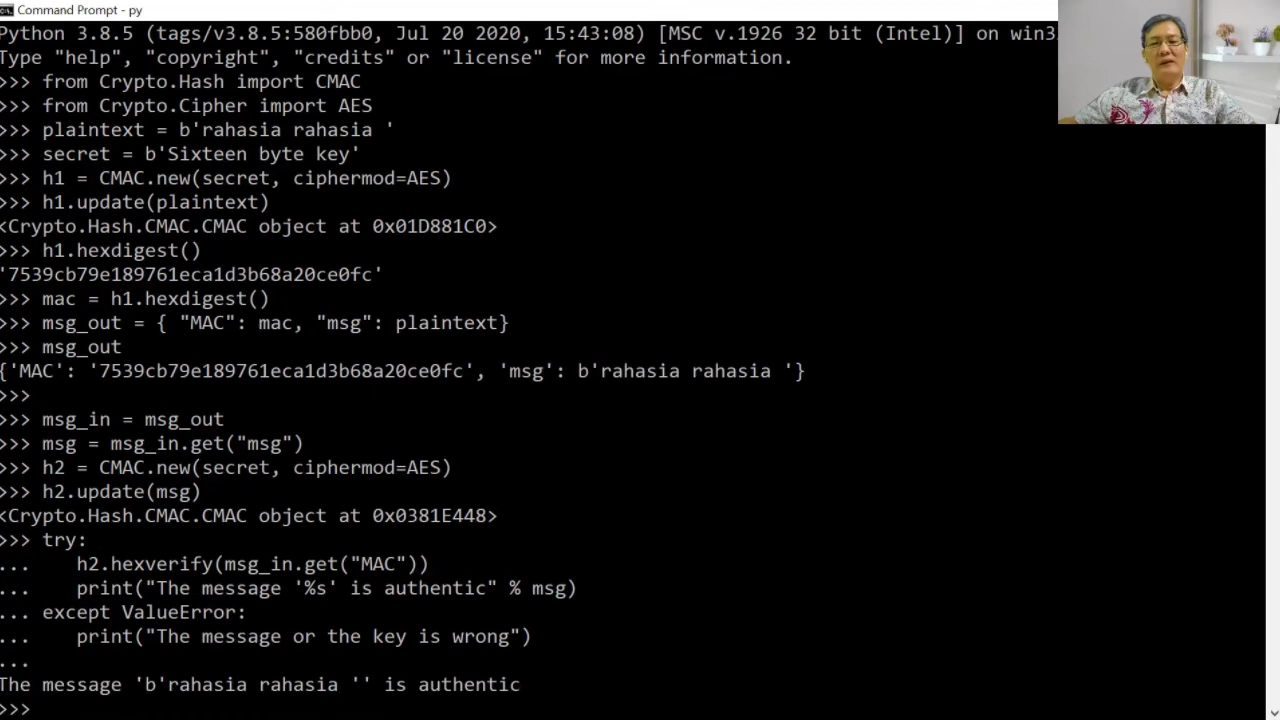 Command Prompt - py
Python 3.8.5 (tags/v3.8.5:580fbb0, Jul 20 2020, 15:43:08) [MSC v.1926 32 bit (Intel)] on win3
Type "help", "copyright", "credits" or "license" for more information.
>>> from Crypto.Hash import CMAC
>>> from Crypto.Cipher import AES
>>> plaintext = b'rahasia rahasia '
>>> secret = b'Sixteen byte key'
>>> h1 = CMAC.new(secret, ciphermod=AES)
>>> h1.update(plaintext)
<Crypto.Hash.CMAC.CMAC object at 0x01D881C0>
>>> h1.hexdigest()
'7539cb79e189761eca1d3b68a20ce0fc'
>>> mac = h1.hexdigest()
>>> msg_out = { "MAC": mac, "msg": plaintext}
>>> msg_out
{'MAC': '7539cb79e189761eca1d3b68a20ce0fc', 'msg': b'rahasia rahasia '}
>>>
>>> msg_in = msg_out
>>> msg = msg_in.get("msg")
>>> h2 = CMAC.new(secret, ciphermod=AES)
>>> h2.update(msg)
<Crypto.Hash.CMAC.CMAC object at 0x0381E448>
>>> try:
...     h2.hexverify(msg_in.get("MAC"))
...     print("The message '%s' is authentic" % msg)
... except ValueError:
...     print("The message or the key is wrong")
...
The message 'b'rahasia rahasia '' is authentic
>>>